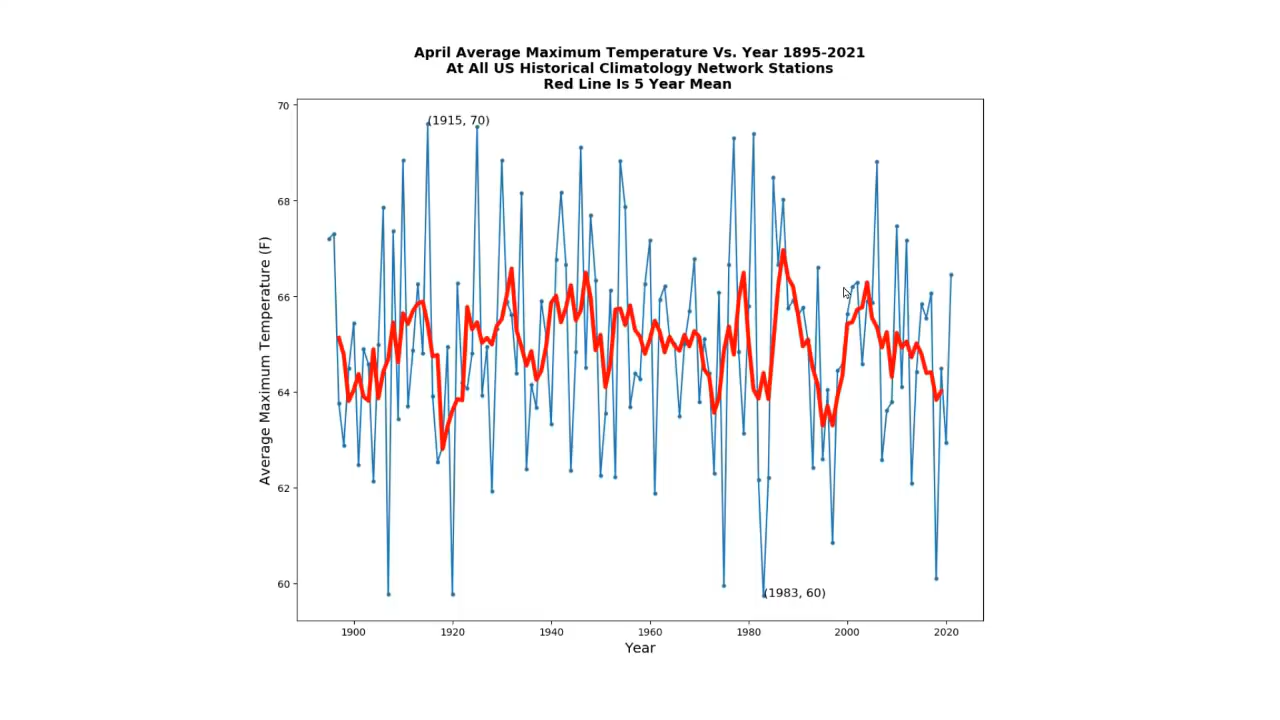 April Average Maximum Temperature Vs. Year 1895-2021
At All US Historical Climatology Network Stations
Red Line Is 5 Year Mean
70
(1915, 70)
68
66
64
62
60
(1983, 60)
Average Maximum Temperature (F)
1900 1920 1940 1960 1980 2000 2020
Year